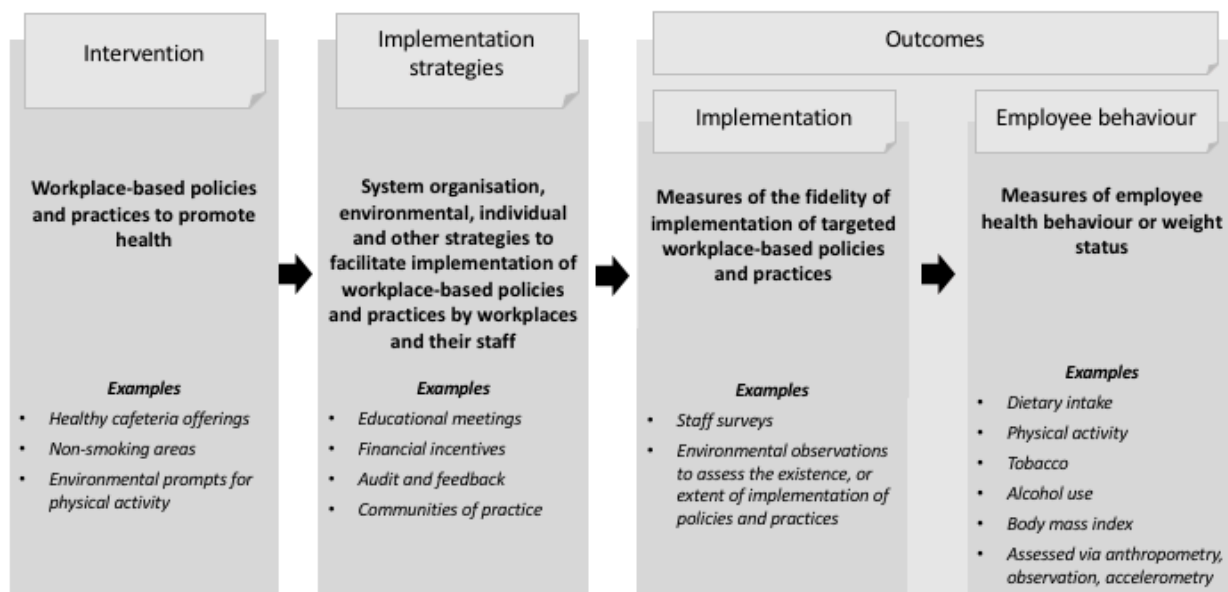 Intervention
Workplace-based policies
and practices to promote
health
Examples
• Healthy cafeteria offerings
• Non-smoking areas
• Environmental prompts for
physical activity
Implementation
strategies
System organisation,
environmental, individual
and other strategies to
facilitate implementation of
workplace-based policies
and practices by workplaces
and their staff
Examples
• Educational meetings
• Financial incentives
• Audit and feedback
• Communities of practice
Outcomes
Implementation
Measures of the fidelity of
implementation of targeted
workplace-based policies
and practices
Examples
• Staff surveys
• Environmental observations
to assess the existence, or
extent of implementation of
policies and practices
Employee behaviour
Measures of employee
health behaviour or weight
status
Examples
• Dietary intake
• Physical activity
• Tobacco
• Alcohol use
• Body mass index
• Assessed via anthropometry,
observation, accelerometry